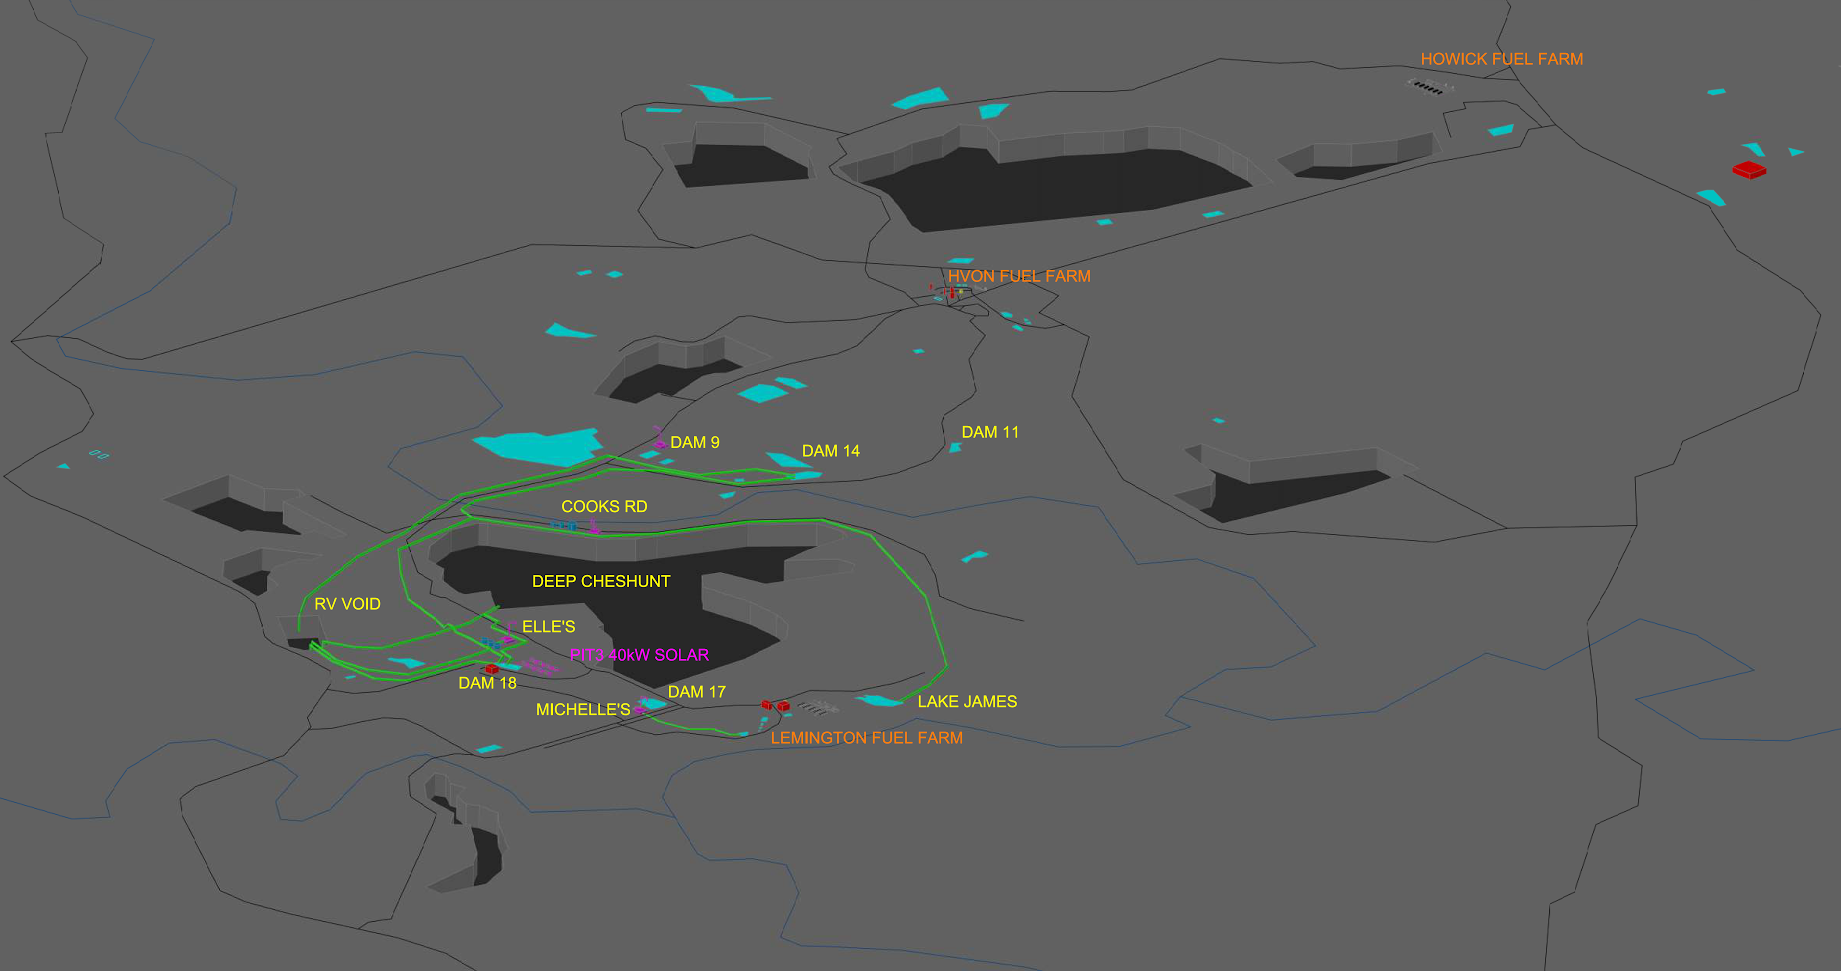 HOWICK FUEL FARM
HVON FUEL FARM
DAM 11
DAM 9
DAM 14
COOKS RD
DEEP CHESHUNT
RV VOID
ELLE'S
PIT3 40kW SOLAR
DAM 18
DAM 17
LAKE JAMES
MICHELLE'S
LEMINGTON FUEL FARM